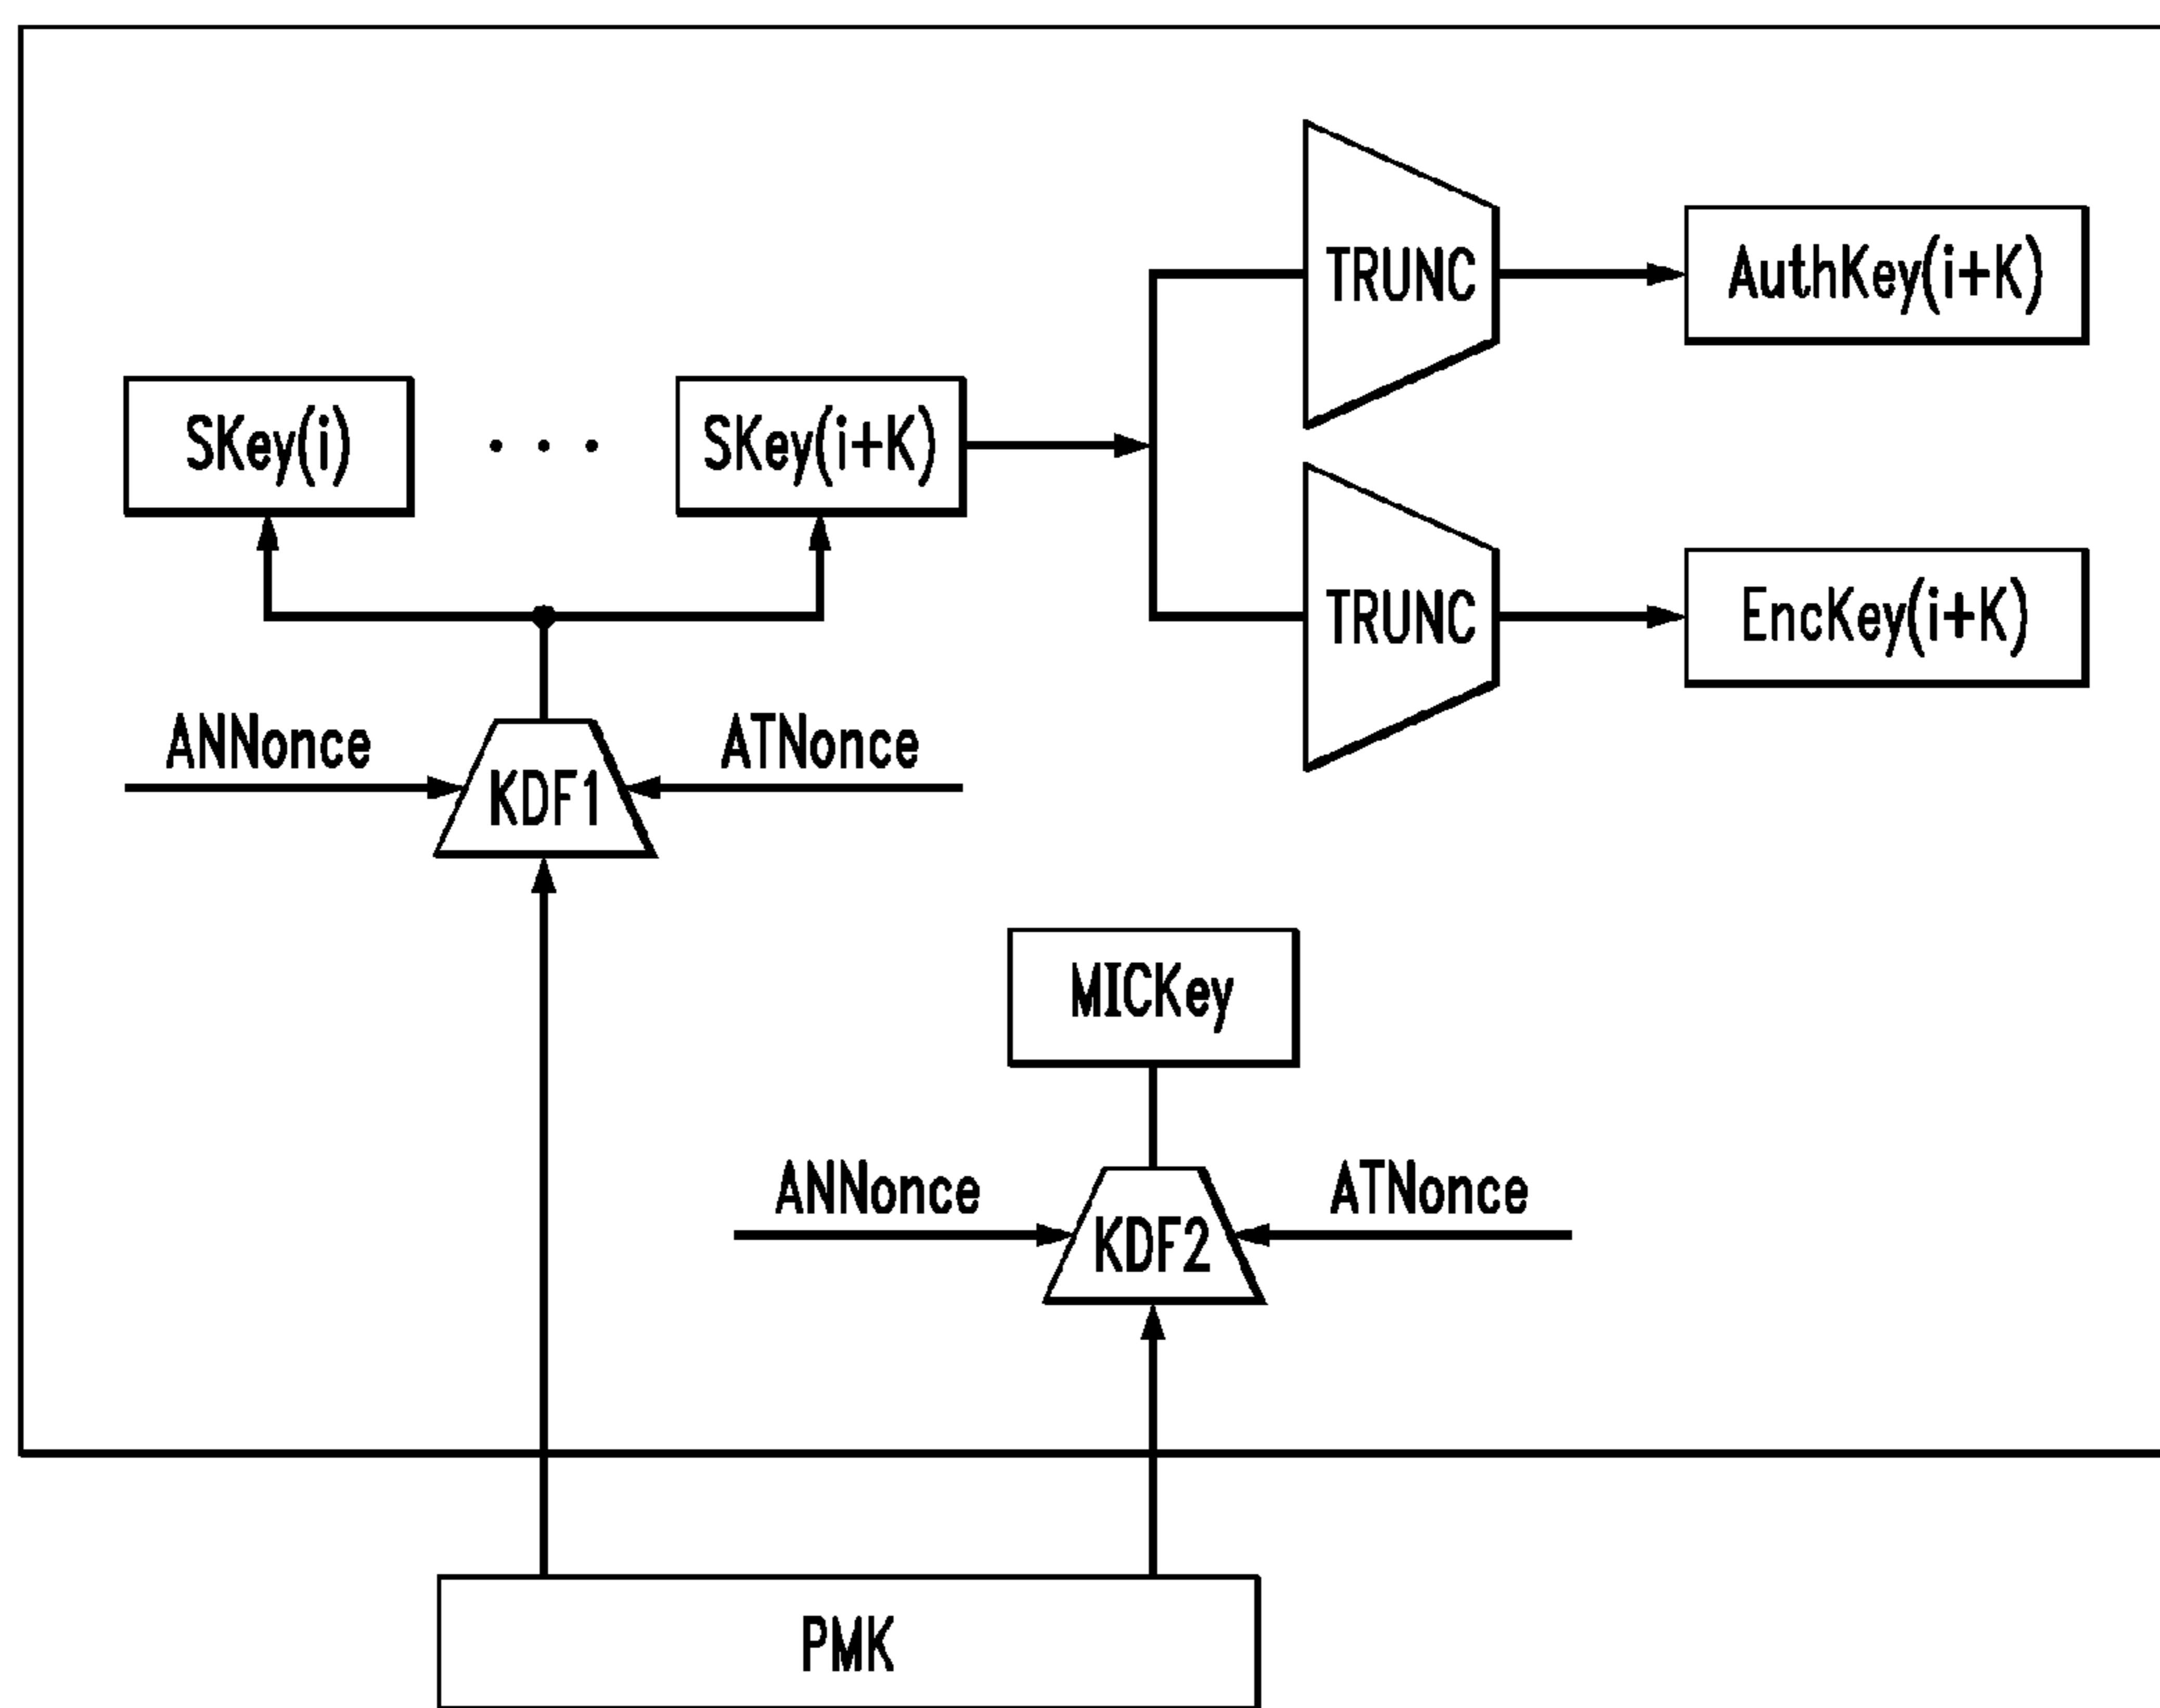 TRUNC
AuthKey(i+K)
SKey(i)
. . .
SKey(i+K)
TRUNC
EncKey(i+K)
ANNonce
ATNonce
KDF1
MICKey
ANNonce
ATNonce
KDF2
PMK